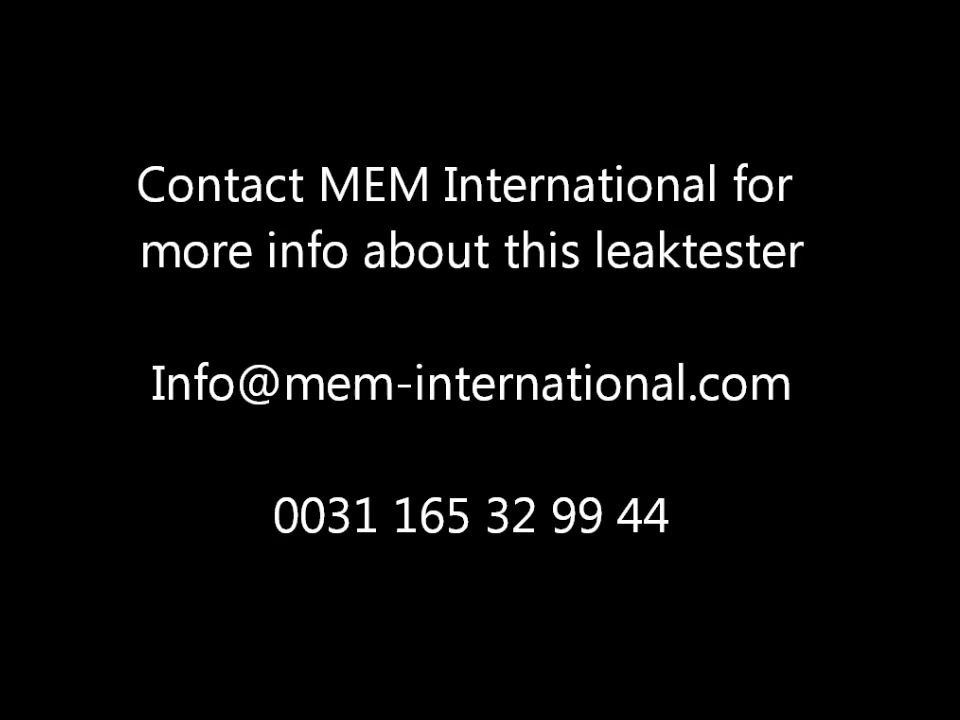 Contact MEM International for
more info about this leaktester
Info@mem-international.com
0031 165 32 99 44